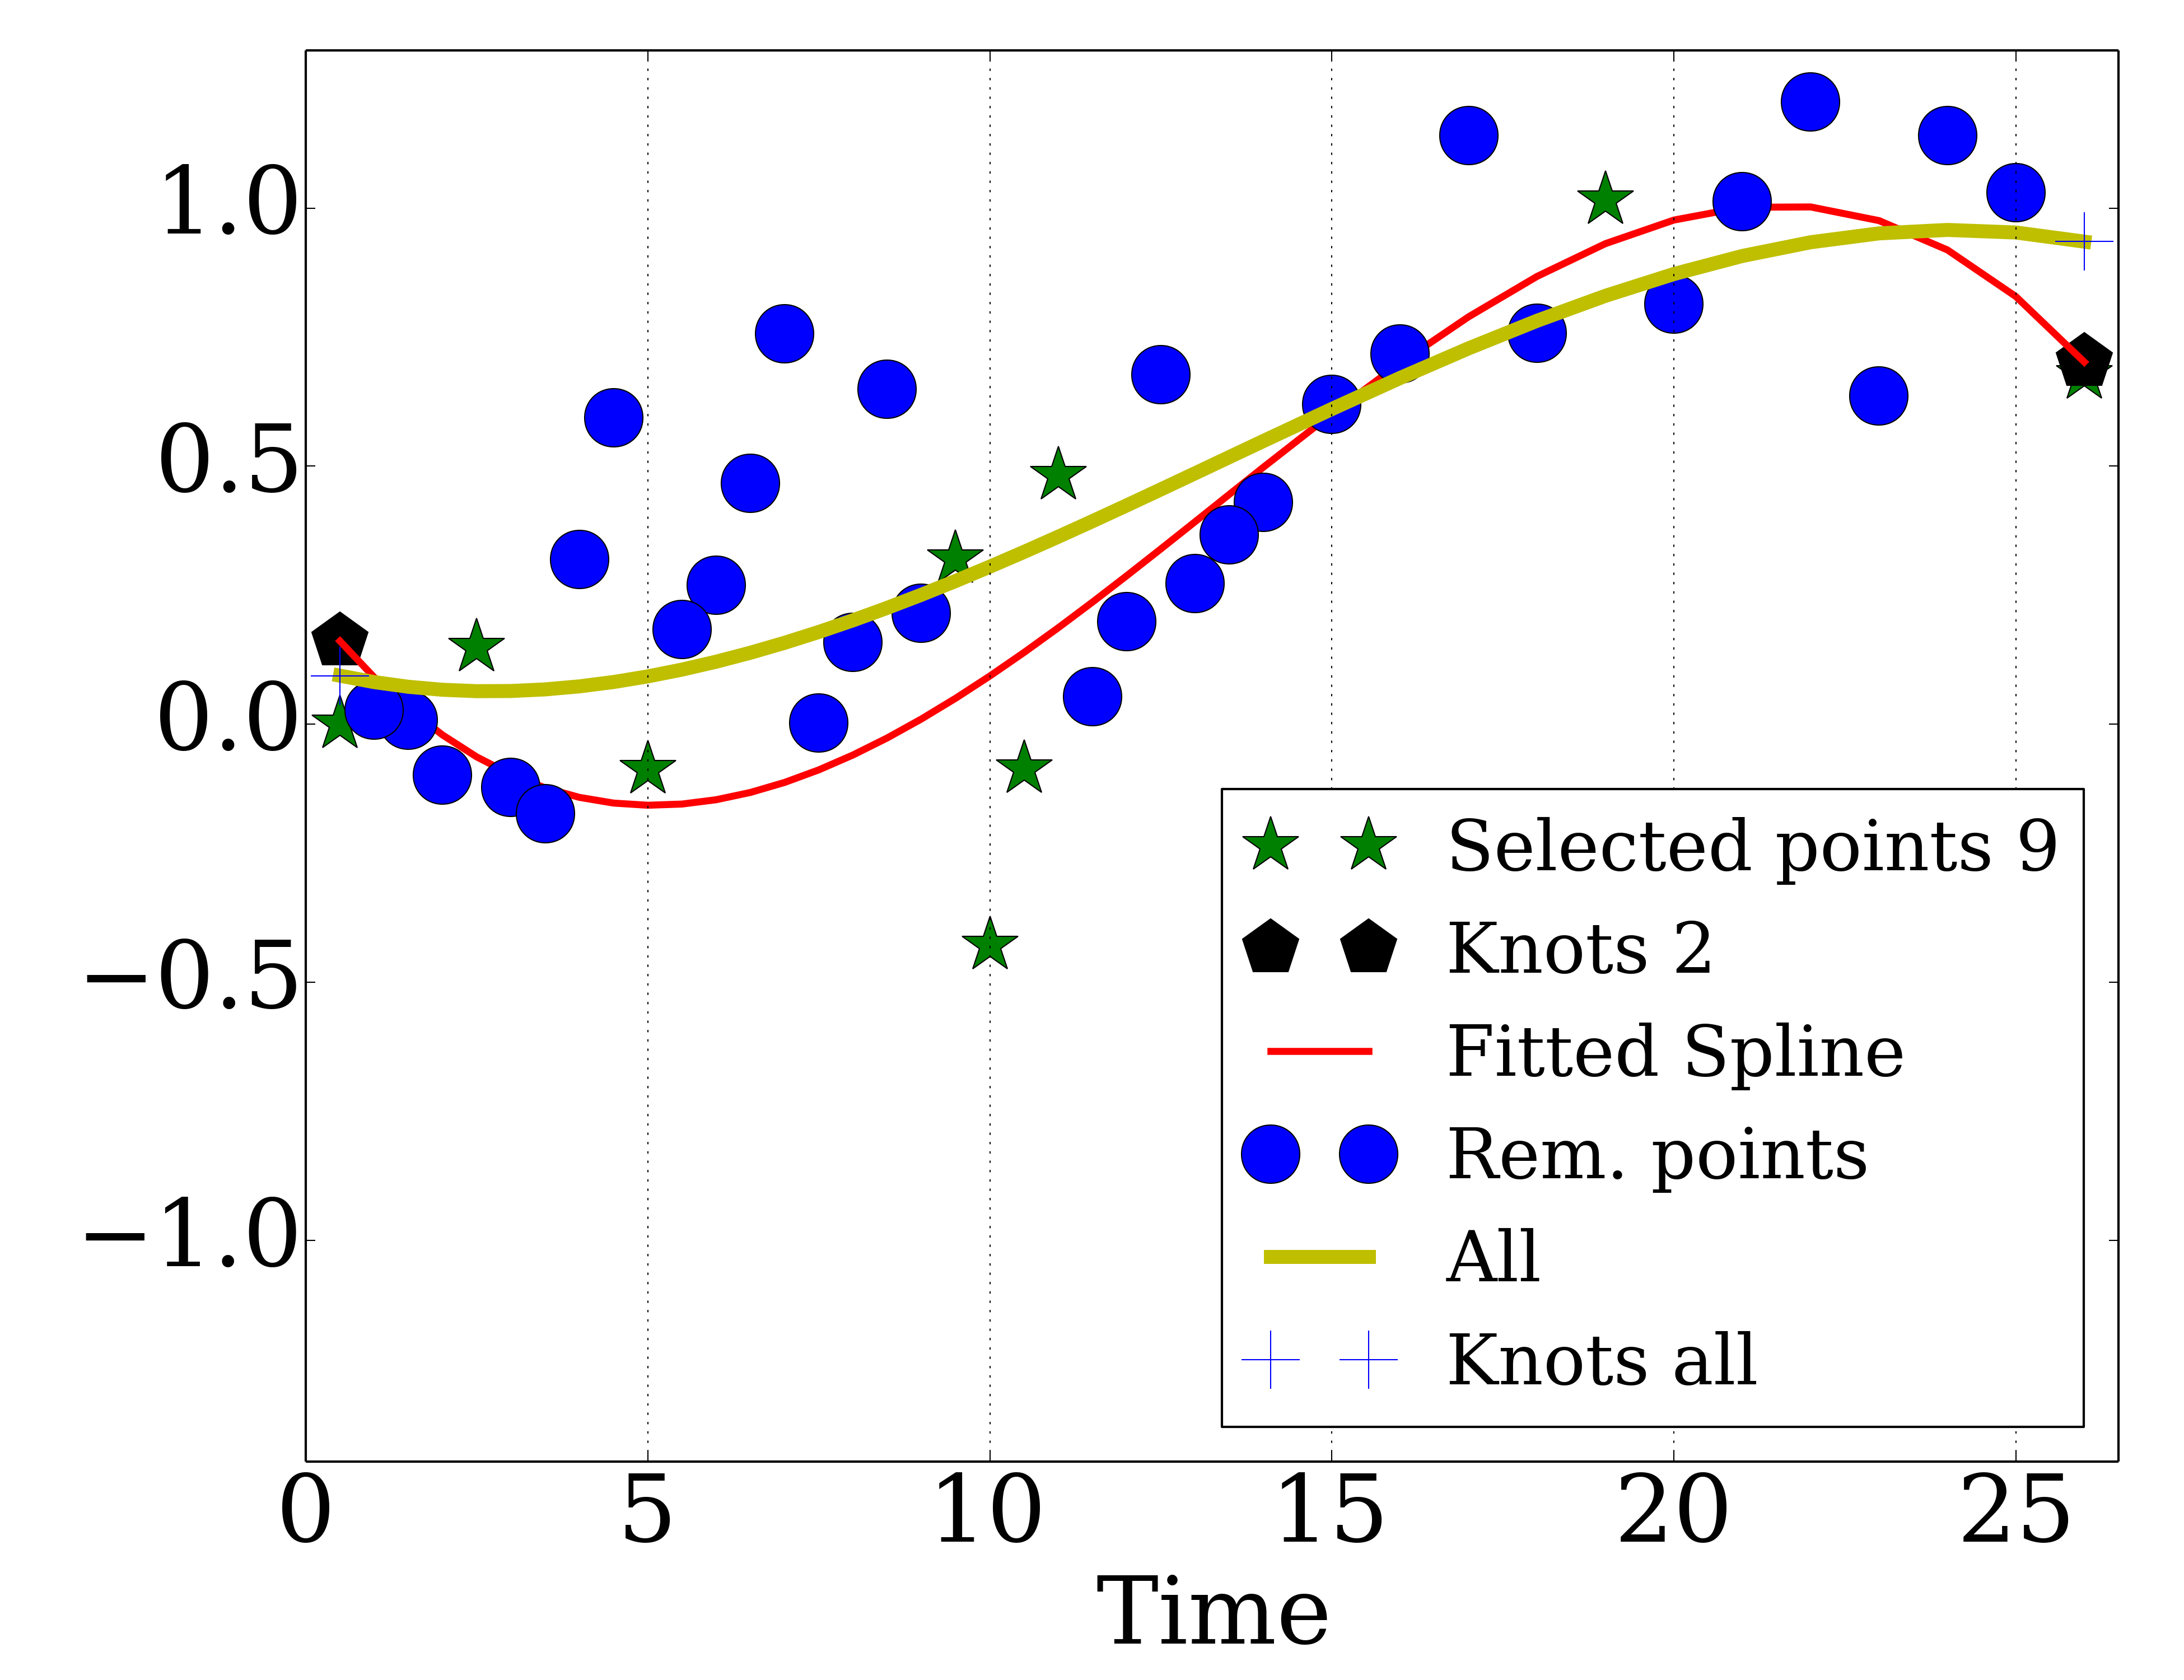 1.0
0.5
0.0
−0.5
−1.0
Selected points 9
Knots 2
Fitted Spline
Rem. points
All
Knots all
0 5 10 15 20 25
Time